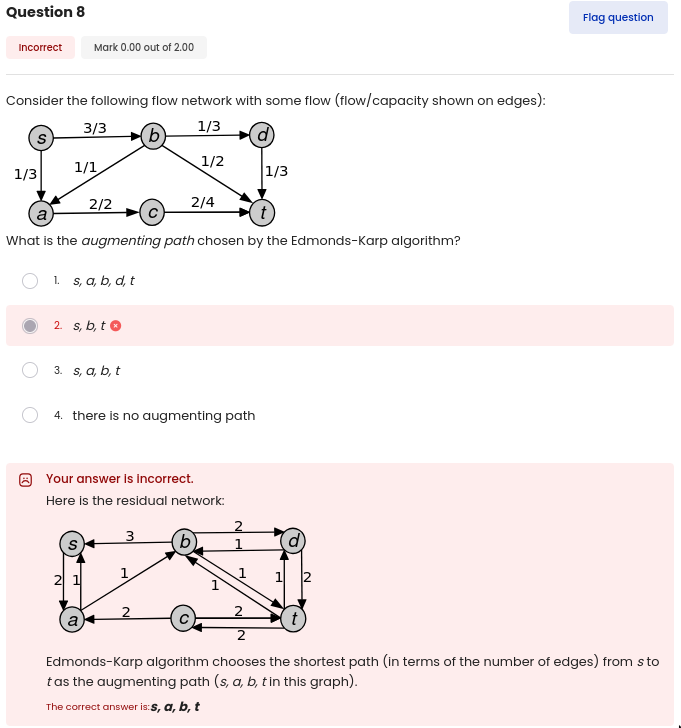 Question 8
Flag question
Incorrect
Mark 0.00 out of 2.00
Consider the following flow network with some flow (flow/capacity shown on edges):
s 3/3 b 1/3 d
1/3 1/1 1/2 1/3
a 2/2 c 2/4 t
What is the augmenting path chosen by the Edmonds-Karp algorithm?
1. s, a, b, d, t
2. s, b, t
3. s, a, b, t
4. there is no augmenting path
Your answer is incorrect.
Here is the residual network:
s 3 b 2 1 d
2 1 1 1 1 1 2
a 2 c 2 2 t
Edmonds-Karp algorithm chooses the shortest path (in terms of the number of edges) from s to
t as the augmenting path (s, a, b, t in this graph).
The correct answer is: s, a, b, t